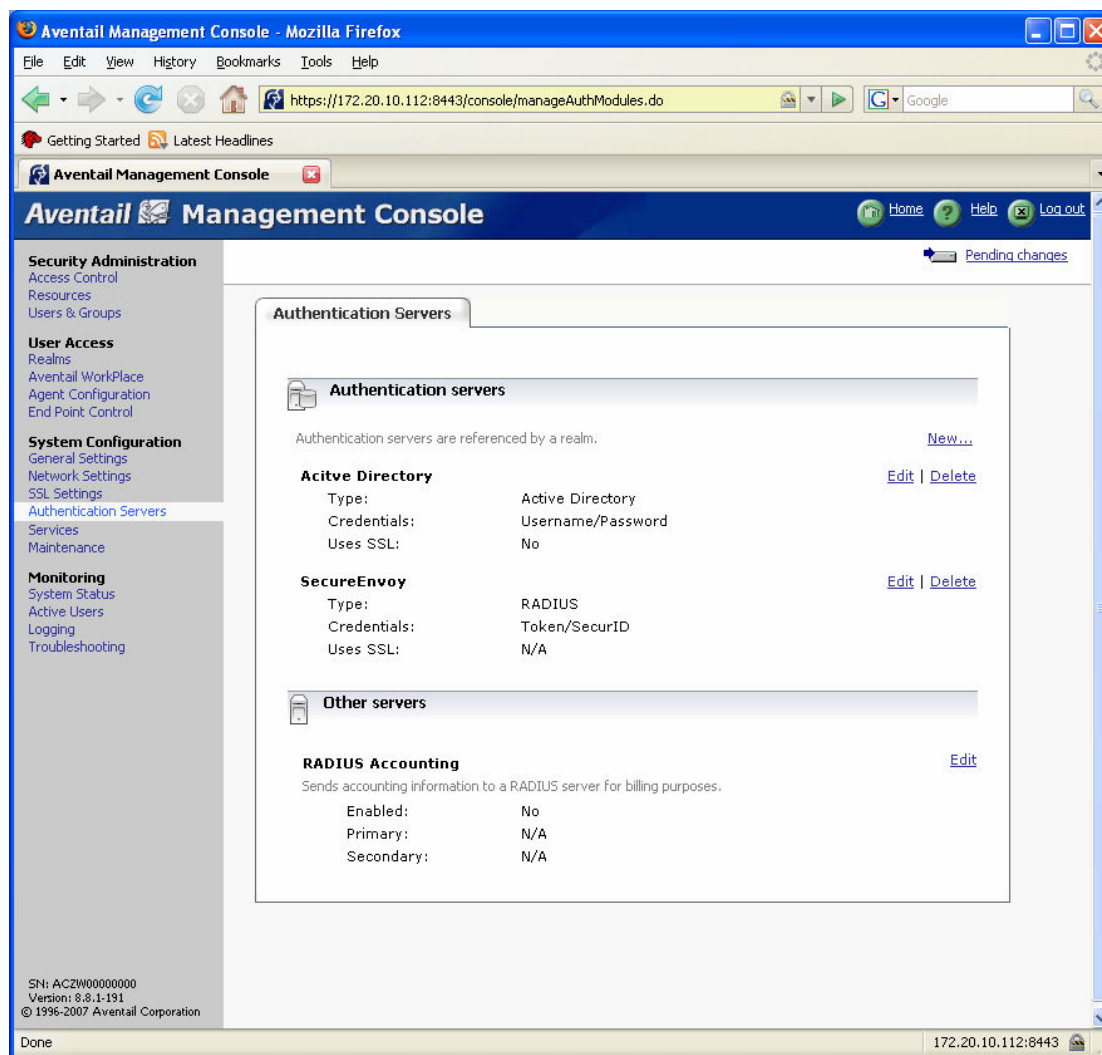 Aventail Management Console - Mozilla Firefox
File Edit View History Bookmarks Tools Help
https://172.20.10.112:8443/console/manageAuthModules.do
G Google
Getting Started Latest Headlines
Aventail Management Console
Aventail Management Console
Home ? Help Log out
Pending changes
Security Administration
Access Control
Resources
Users & Groups
User Access
Realms
Aventail WorkPlace
Agent Configuration
End Point Control
System Configuration
General Settings
Network Settings
SSL Settings
Authentication Servers
Services
Maintenance
Monitoring
System Status
Active Users
Logging
Troubleshooting
SN: ACZW00000000
Version: 8.8.1-191
© 1996-2007 Aventail Corporation
Authentication Servers
Authentication servers
Authentication servers are referenced by a realm. New...
Acitve Directory Edit | Delete
Type: Active Directory
Credentials: Username/Password
Uses SSL: No
SecureEnvoy Edit | Delete
Type: RADIUS
Credentials: Token/SecurID
Uses SSL: N/A
Other servers
RADIUS Accounting Edit
Sends accounting information to a RADIUS server for billing purposes.
Enabled: No
Primary: N/A
Secondary: N/A
Done 172.20.10.112:8443